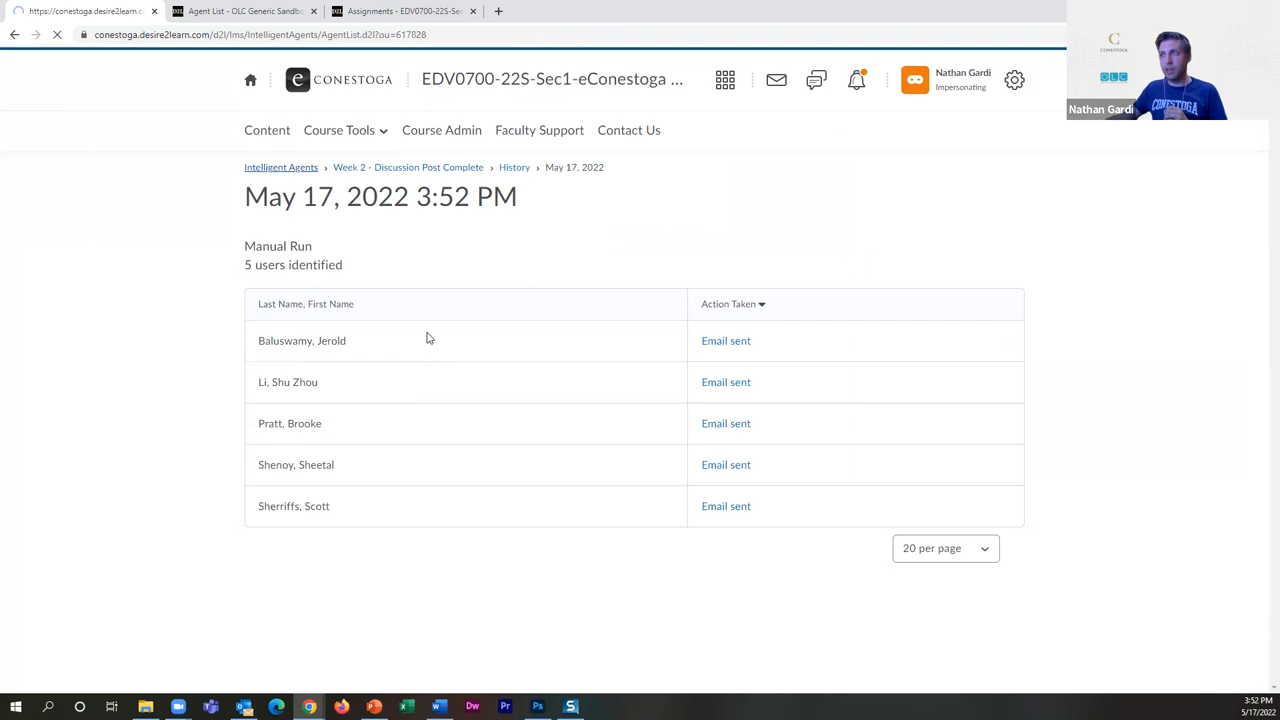 https://conestoga.desire2learn.c
Agent List - OLC Generic Sandbo
Assignments - EDV0700-22S-Sec
conestoga.desire2learn.com/d2l/lms/IntelligentAgents/AgentList.d2l?ou=617828
CONESTOGA
OLC
Nathan Gardi
CONESTOGA
e CONESTOGA
EDV0700-22S-Sec1-eConestoga ...
Nathan Gardi
Impersonating
Content
Course Tools
Course Admin
Faculty Support
Contact Us
Intelligent Agents › Week 2 - Discussion Post Complete › History › May 17, 2022
May 17, 2022 3:52 PM
Manual Run
5 users identified
Last Name, First Name
Action Taken
Baluswamy, Jerold
Email sent
Li, Shu Zhou
Email sent
Pratt, Brooke
Email sent
Shenoy, Sheetal
Email sent
Sherriffs, Scott
Email sent
20 per page
3:52 PM
5/17/2022